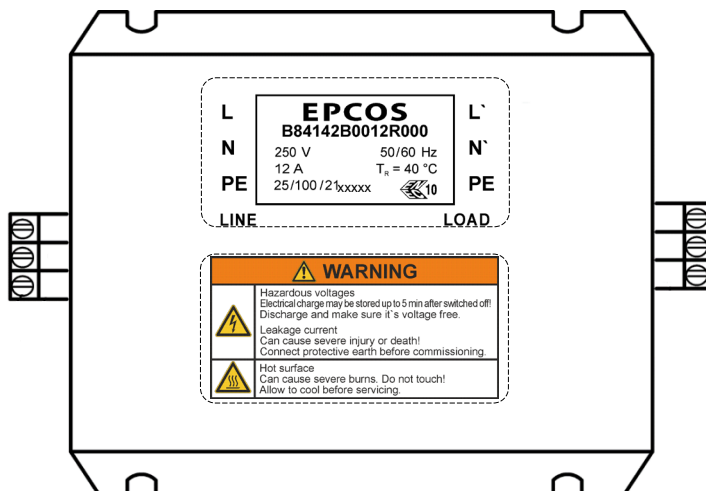 L
EPCOS
L`
B84142B0012R000
N
250 V 50/60 Hz
N`
12 A TR = 40 °C
PE
25/100/21xxxxx 10
PE
LINE
LOAD
WARNING
Hazardous voltages
Electrical charge may be stored up to 5 min after switched off!
Discharge and make sure it`s voltage free.
Leakage current
Can cause severe injury or death!
Connect protective earth before commissioning.
Hot surface
Can cause severe burns. Do not touch!
Allow to cool before servicing.